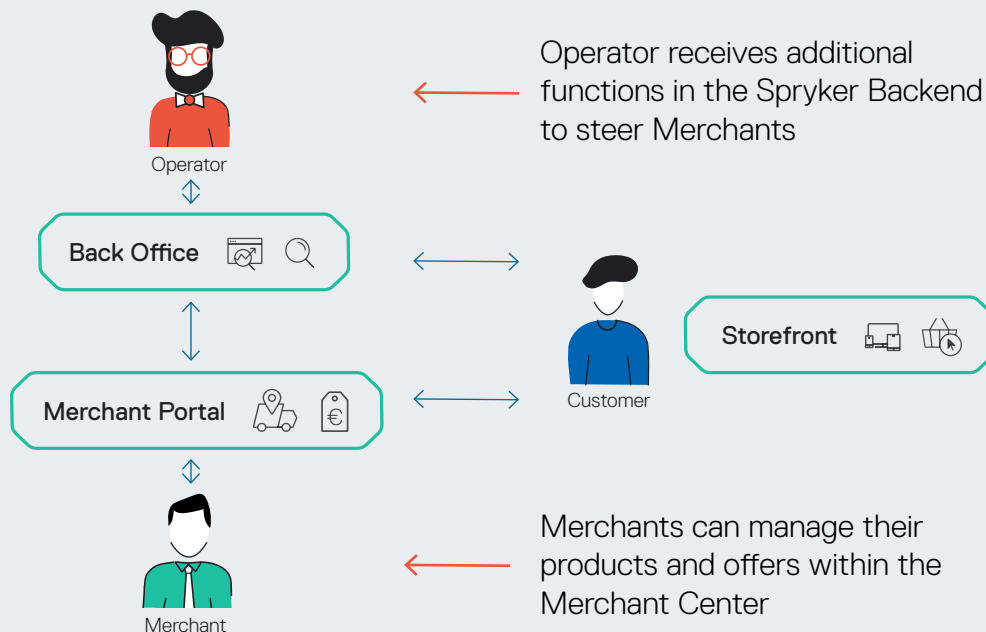 Operator receives additional
functions in the Spryker Backend
to steer Merchants
Operator
Back Office
Storefront
Customer
Merchant Portal
€
Merchants can manage their
products and offers within the
Merchant Center
Merchant